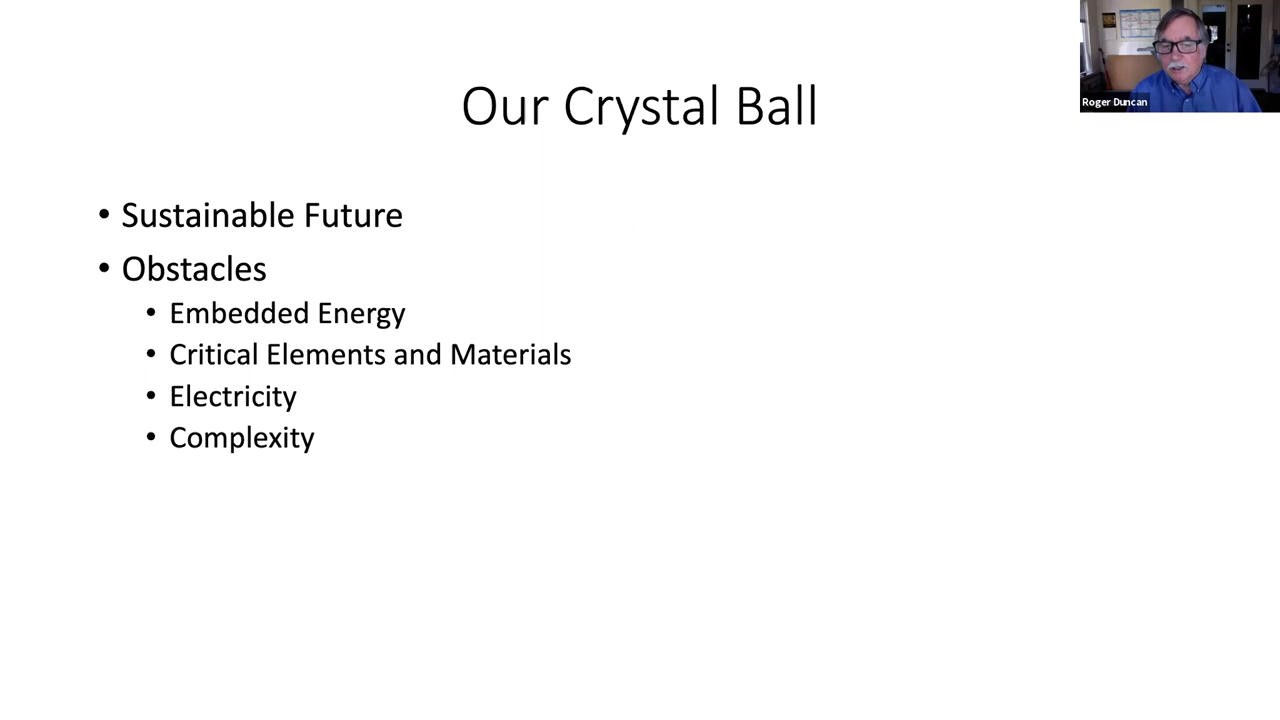 Our Crystal Ball
Roger Duncan
• Sustainable Future
• Obstacles
• Embedded Energy
• Critical Elements and Materials
• Electricity
• Complexity